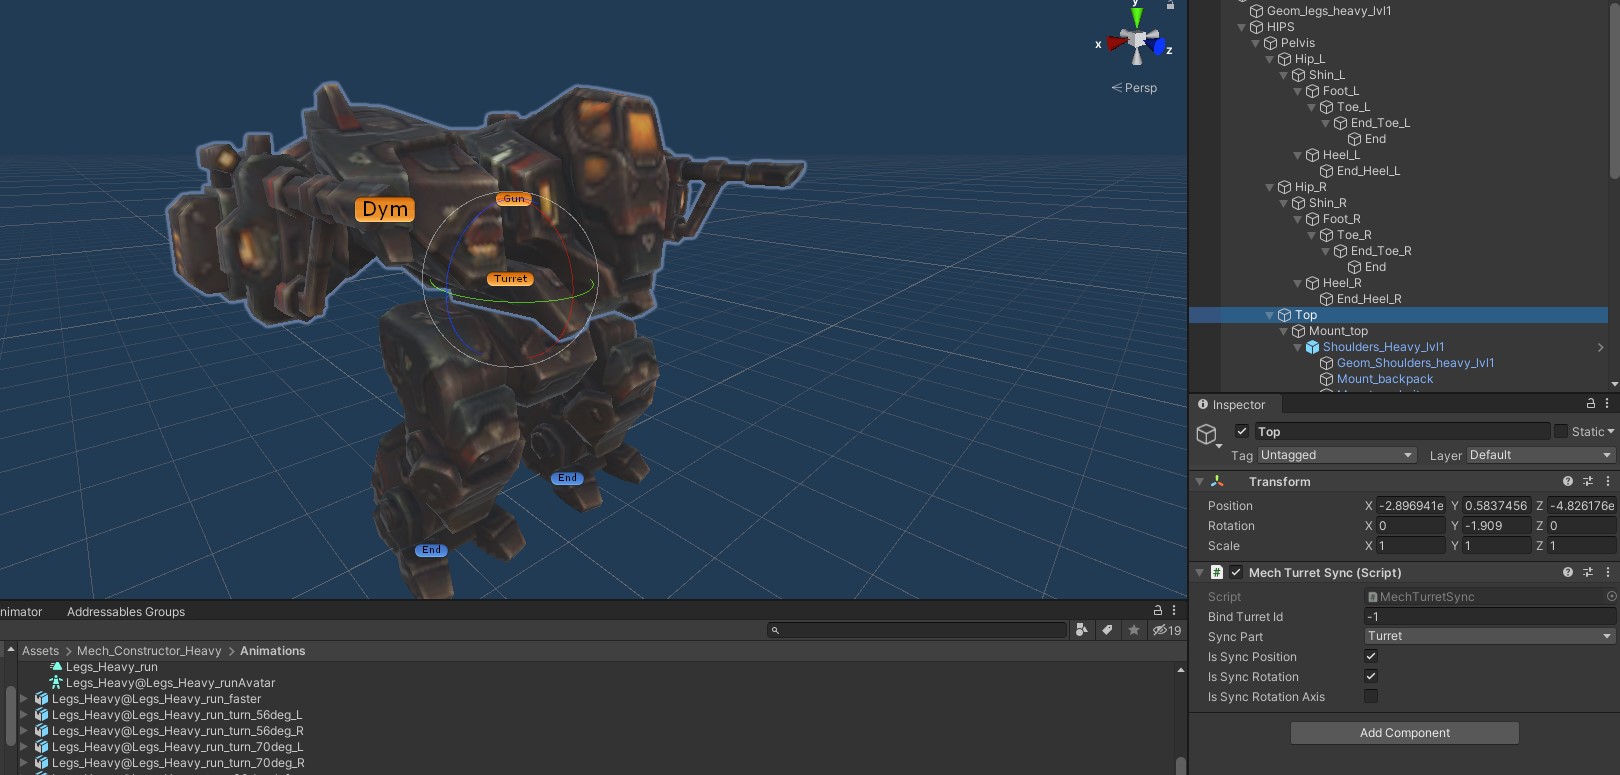 y
x
z
Persp
Dym
Gun
Turret
End
End
Geom_legs_heavy_lvl1
HIPS
Pelvis
Hip_L
Shin_L
Foot_L
Toe_L
End_Toe_L
End
Heel_L
End_Heel_L
Hip_R
Shin_R
Foot_R
Toe_R
End_Toe_R
End
Heel_R
End_Heel_R
Top
Mount_top
Shoulders_Heavy_lvl1
Geom_Shoulders_heavy_lvl1
Mount_backpack
Inspector
Top Static
Tag Untagged Layer Default
Transform
Position X -2.896941e Y 0.5837456 Z -4.826176e
Rotation X 0 Y -1.909 Z 0
Scale X 1 Y 1 Z 1
# Mech Turret Sync (Script)
Script MechTurretSync
Bind Turret Id -1
Sync Part Turret
Is Sync Position
Is Sync Rotation
Is Sync Rotation Axis
Add Component
nimator Addressables Groups
19
Assets > Mech_Constructor_Heavy > Animations
Legs_Heavy_run
Legs_Heavy@Legs_Heavy_runAvatar
Legs_Heavy@Legs_Heavy_run_faster
Legs_Heavy@Legs_Heavy_run_turn_56deg_L
Legs_Heavy@Legs_Heavy_run_turn_56deg_R
Legs_Heavy@Legs_Heavy_run_turn_70deg_L
Legs_Heavy@Legs_Heavy_run_turn_70deg_R